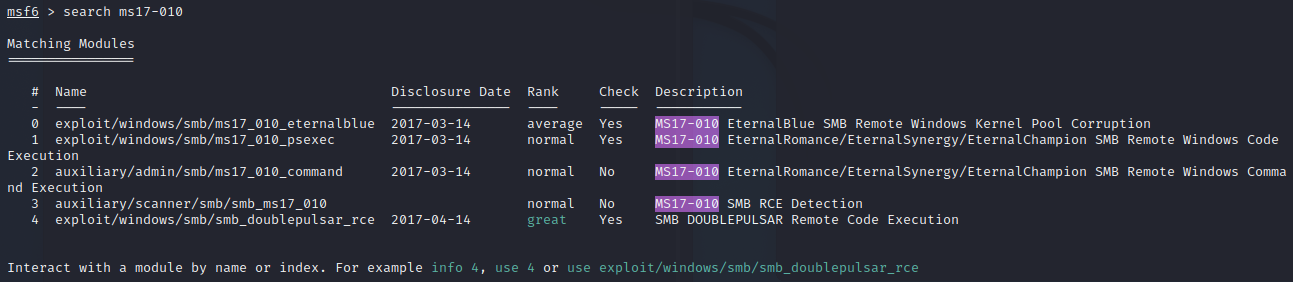 msf6 > search ms17-010
Matching Modules
================
# Name Disclosure Date Rank Check Description
- ---- --------------- ---- ----- -----------
0 exploit/windows/smb/ms17_010_eternalblue 2017-03-14 average Yes MS17-010 EternalBlue SMB Remote Windows Kernel Pool Corruption
1 exploit/windows/smb/ms17_010_psexec 2017-03-14 normal Yes MS17-010 EternalRomance/EternalSynergy/EternalChampion SMB Remote Windows Code
Execution
2 auxiliary/admin/smb/ms17_010_command 2017-03-14 normal No MS17-010 EternalRomance/EternalSynergy/EternalChampion SMB Remote Windows Comma
nd Execution
3 auxiliary/scanner/smb/smb_ms17_010 normal No MS17-010 SMB RCE Detection
4 exploit/windows/smb/smb_doublepulsar_rce 2017-04-14 great Yes SMB DOUBLEPULSAR Remote Code Execution
Interact with a module by name or index. For example info 4, use 4 or use exploit/windows/smb/smb_doublepulsar_rce